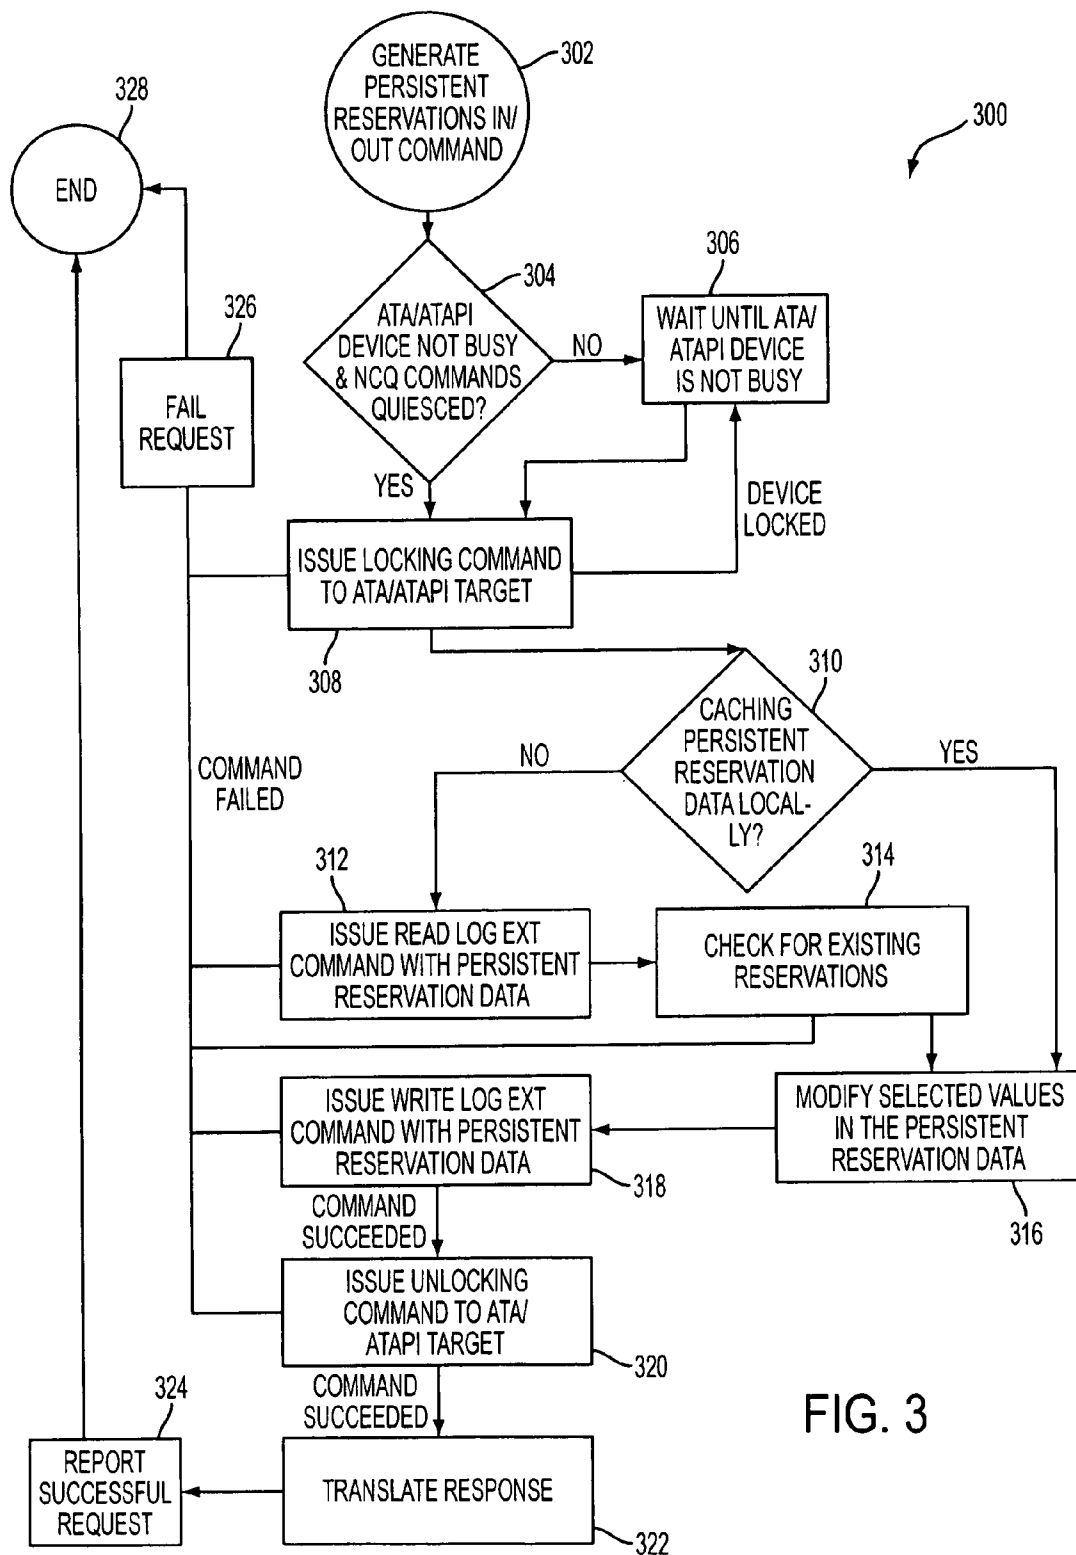 GENERATE
PERSISTENT
RESERVATIONS IN/
OUT COMMAND
302
328
END
300
304
306
ATA/ATAPI
DEVICE NOT BUSY
& NCQ COMMANDS
QUIESCED?
NO
WAIT UNTIL ATA/
ATAPI DEVICE
IS NOT BUSY
326
FAIL
REQUEST
YES
DEVICE
LOCKED
ISSUE LOCKING COMMAND
TO ATA/ATAPI TARGET
308
310
CACHING
PERSISTENT
RESERVATION
DATA LOCAL-
LY?
NO
YES
COMMAND
FAILED
312
314
ISSUE READ LOG EXT
COMMAND WITH PERSISTENT
RESERVATION DATA
CHECK FOR EXISTING
RESERVATIONS
ISSUE WRITE LOG EXT
COMMAND WITH PERSISTENT
RESERVATION DATA
318
MODIFY SELECTED VALUES
IN THE PERSISTENT
RESERVATION DATA
316
COMMAND
SUCCEEDED
ISSUE UNLOCKING
COMMAND TO ATA/
ATAPI TARGET
320
COMMAND
SUCCEEDED
324
REPORT
SUCCESSFUL
REQUEST
TRANSLATE RESPONSE
322
FIG. 3